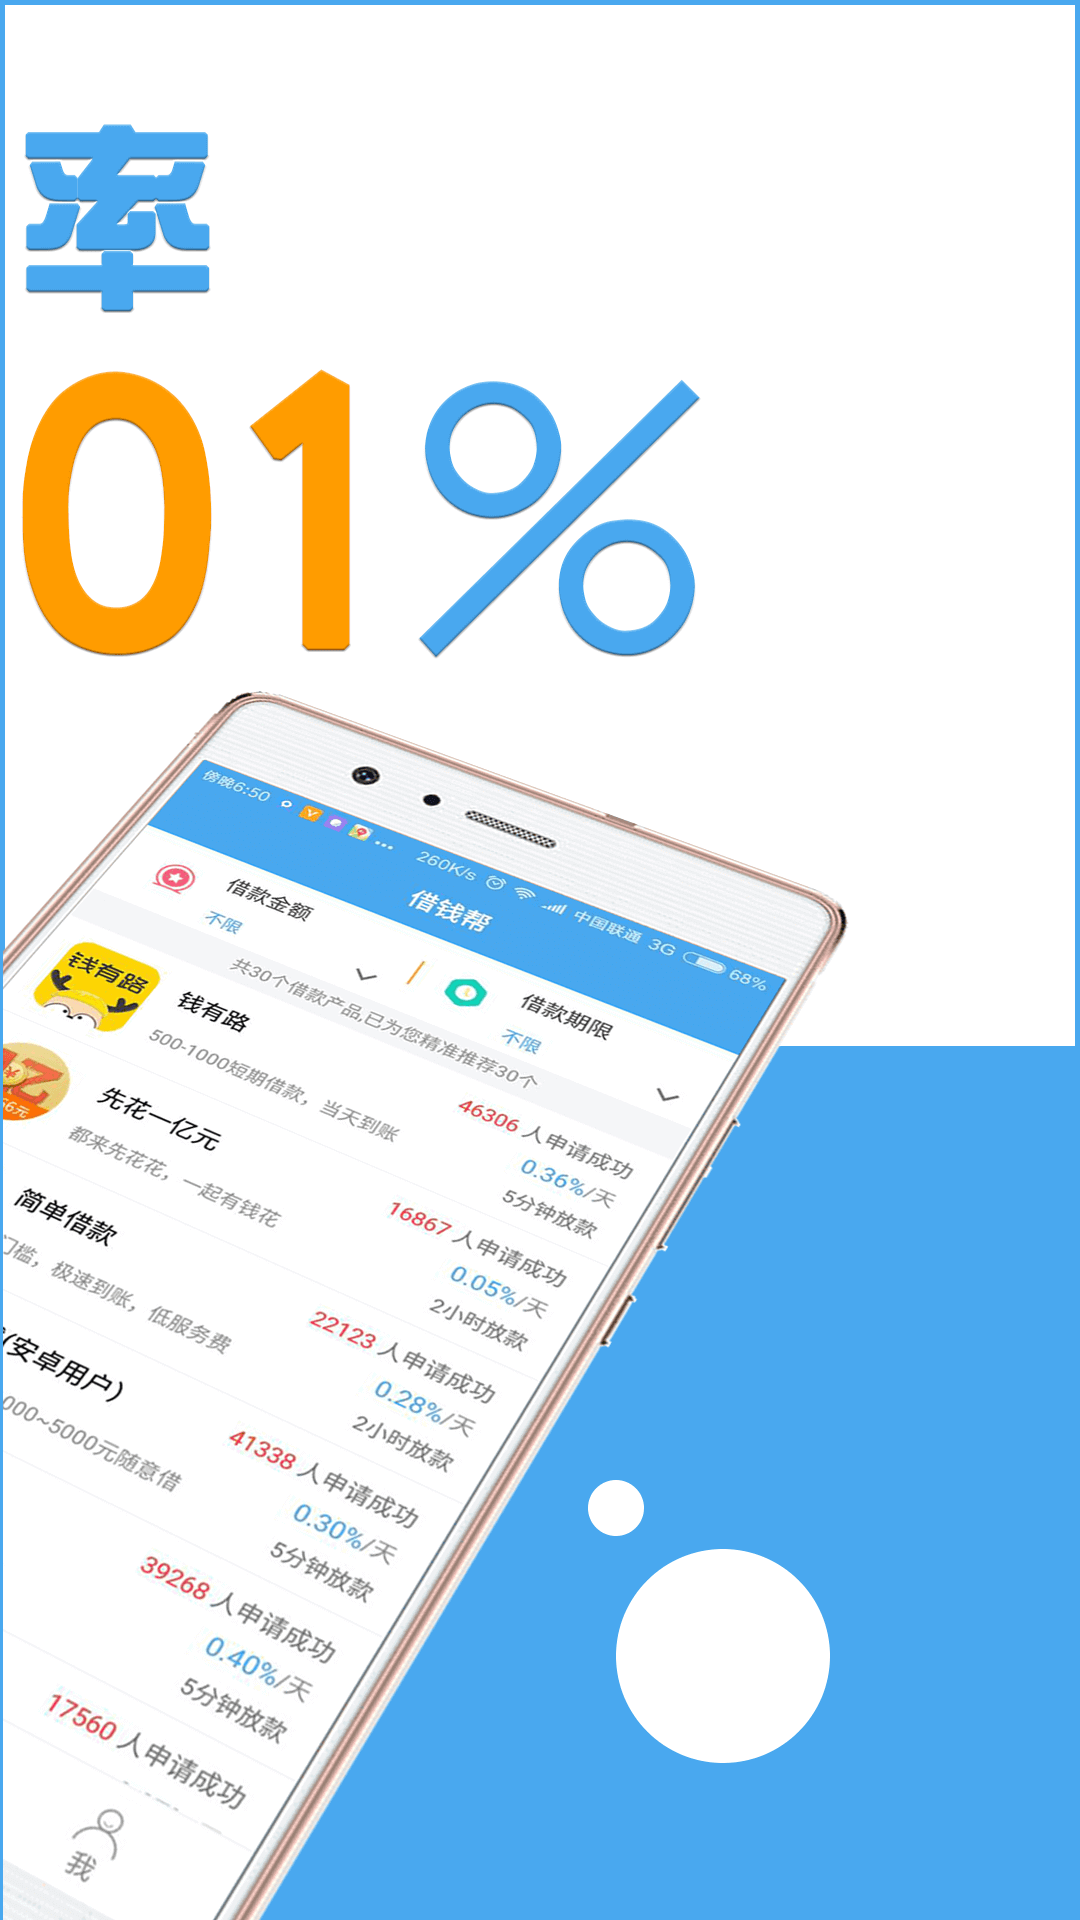 率
01%
傍晚6:50
260K/s
中国联通 3G
68%
借钱帮
借款金额
不限
借款期限
不限
共30个借款产品,已为您精准推荐30个
钱有路
钱有路
500-1000短期借款，当天到账
46306 人申请成功
0.36%/天
5分钟放款
66元
先花一亿元
都来先花花，一起有钱花
16867 人申请成功
0.05%/天
2小时放款
简单借款
门槛，极速到账，低服务费
22123 人申请成功
0.28%/天
2小时放款
(安卓用户)
000~5000元随意借
41338 人申请成功
0.30%/天
5分钟放款
39268 人申请成功
0.40%/天
5分钟放款
17560 人申请成功
我